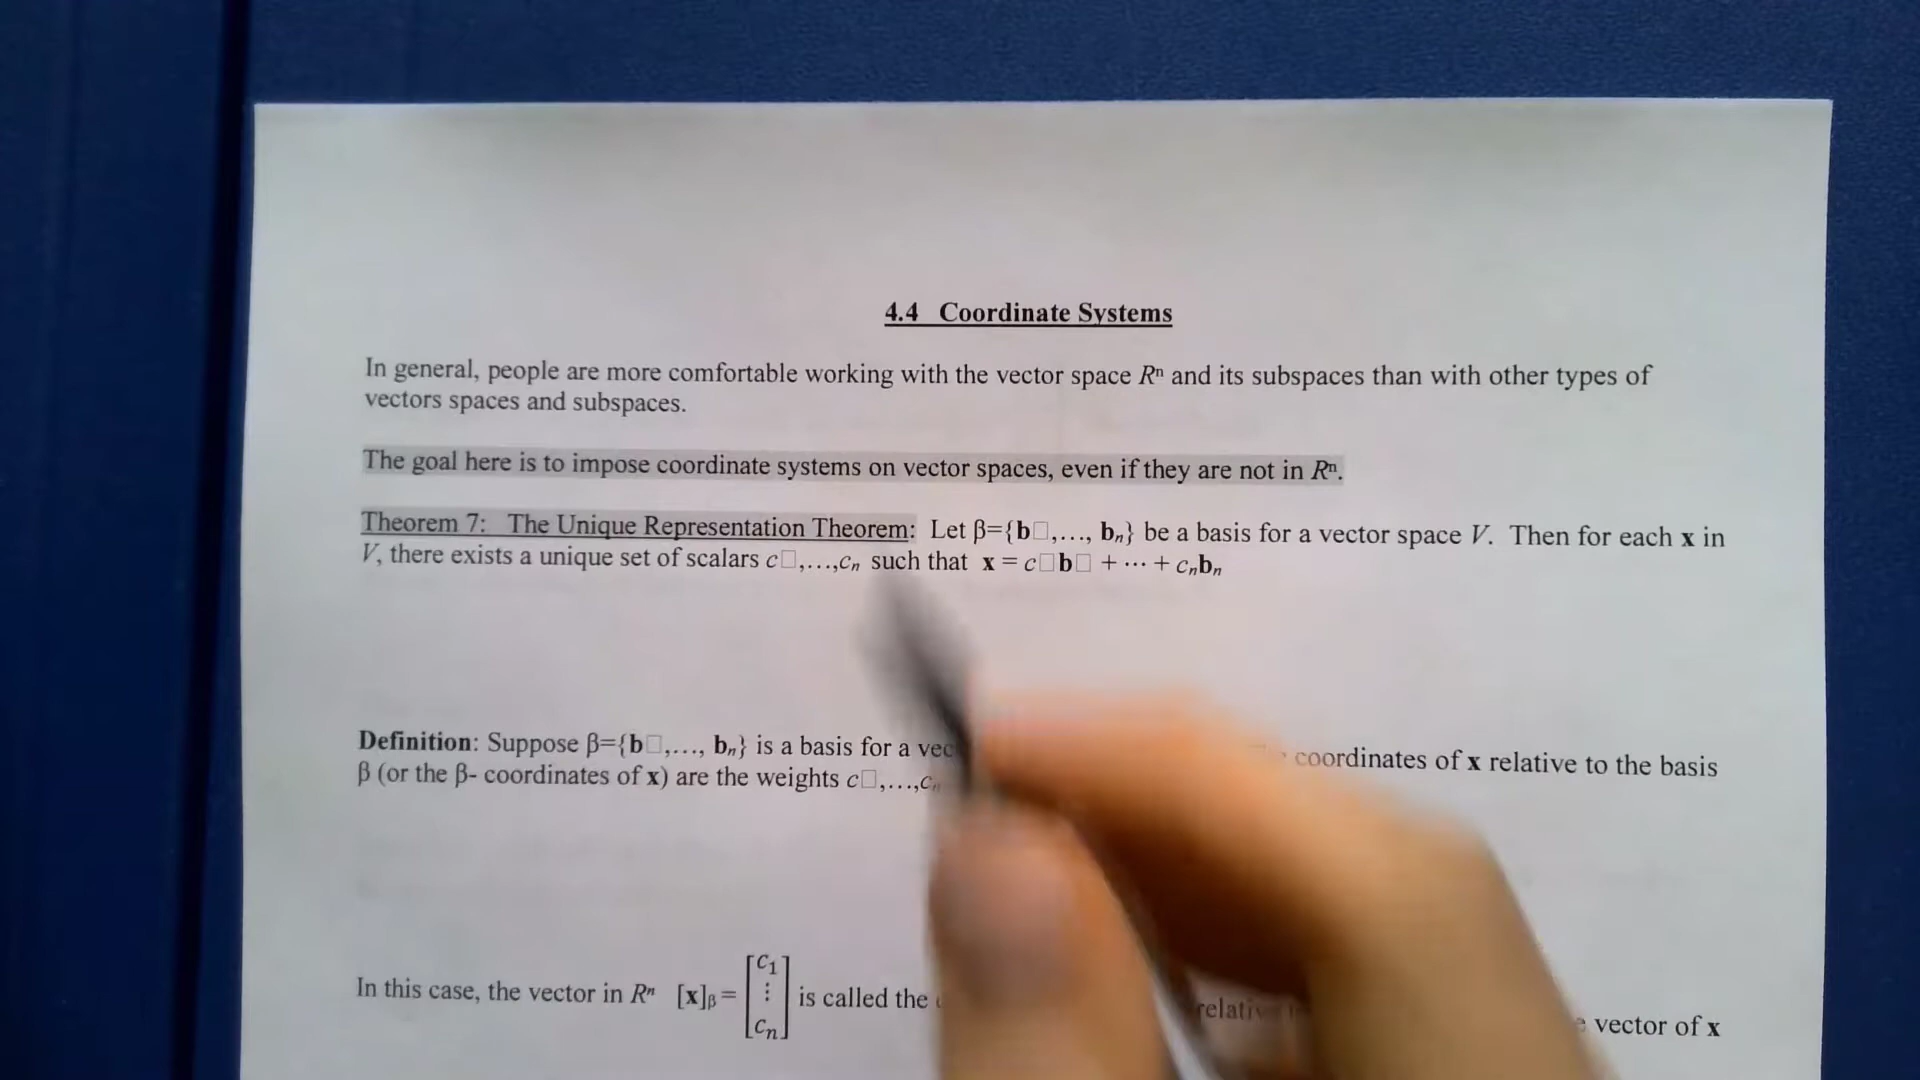 4.4 Coordinate Systems
In general, people are more comfortable working with the vector space Rⁿ and its subspaces than with other types of
vectors spaces and subspaces.
The goal here is to impose coordinate systems on vector spaces, even if they are not in Rⁿ.
Theorem 7: The Unique Representation Theorem: Let β={b□,..., bₙ} be a basis for a vector space V. Then for each x in
V, there exists a unique set of scalars c□,...,cₙ such that x = c□b□ + ··· + cₙbₙ
Definition: Suppose β={b□,..., bₙ} is a basis for a coordinates of x relative to the basis
β (or the β- coordinates of x) are the weights c□,...,cₙ
In this case, the vector in Rⁿ [x]ᵦ = [c₁ ⋮ cₙ] is called the vector of x